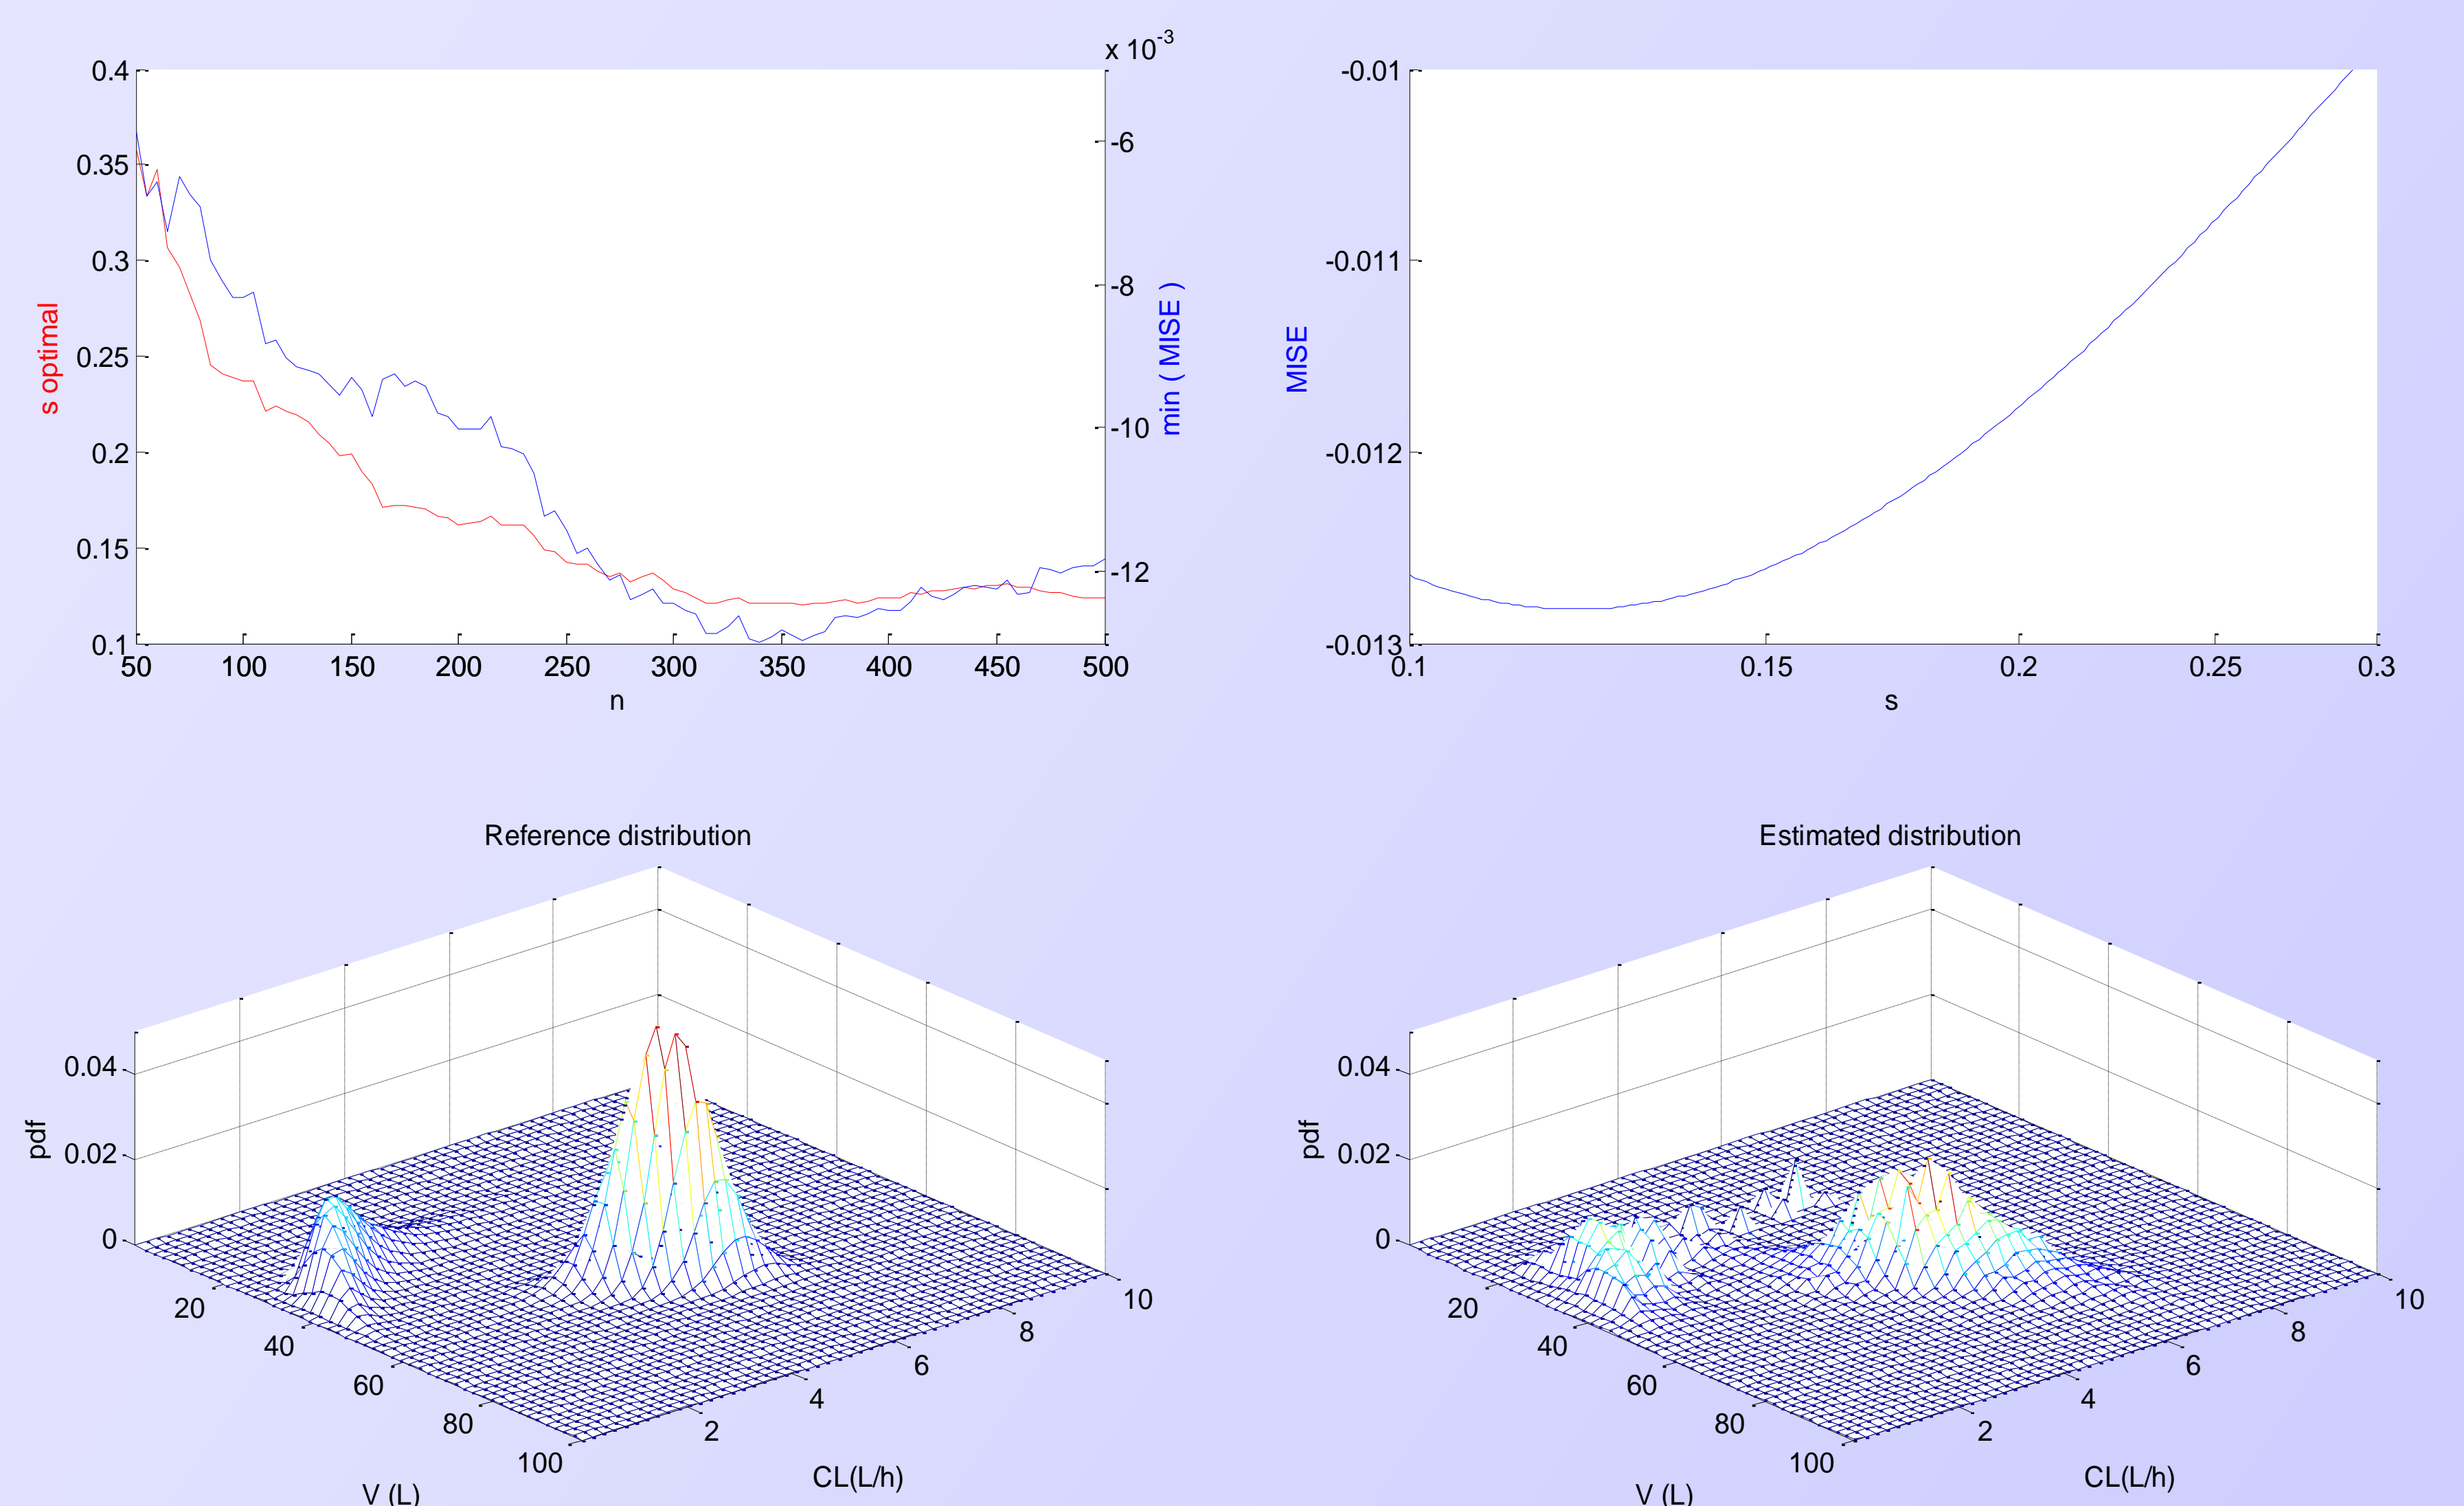 x 10-3
0.4
0.35
0.3
0.25
0.2
0.15
0.1
s optimal
-6
-8
-10
-12
min ( MISE )
50 100 150 200 250 300 350 400 450 500
n
-0.01
-0.011
-0.012
-0.013
MISE
0.1 0.15 0.2 0.25 0.3
s
Reference distribution
0.04
0.02
0
pdf
20
40
60
80
100
V (L)
2
4
6
8
10
CL(L/h)
Estimated distribution
0.04
0.02
0
pdf
20
40
60
80
100
V (L)
2
4
6
8
10
CL(L/h)